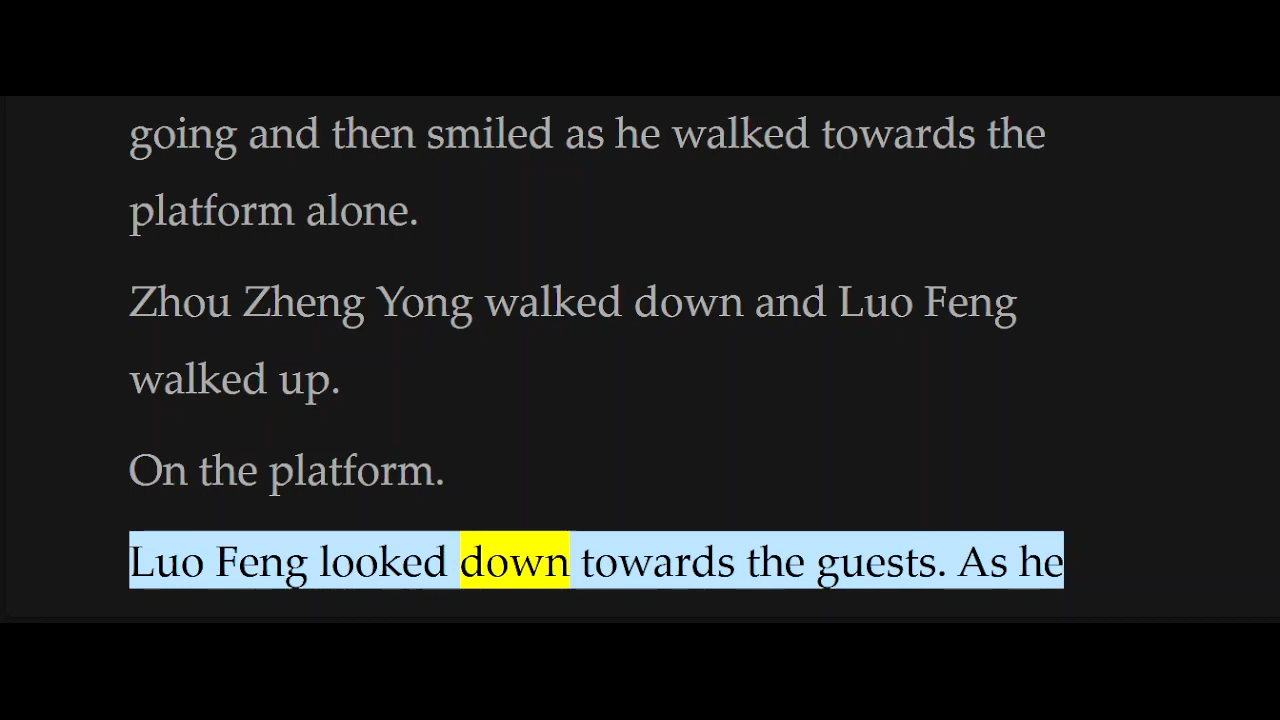 going and then smiled as he walked towards the
platform alone.
Zhou Zheng Yong walked down and Luo Feng
walked up.
On the platform.
Luo Feng looked down towards the guests. As he